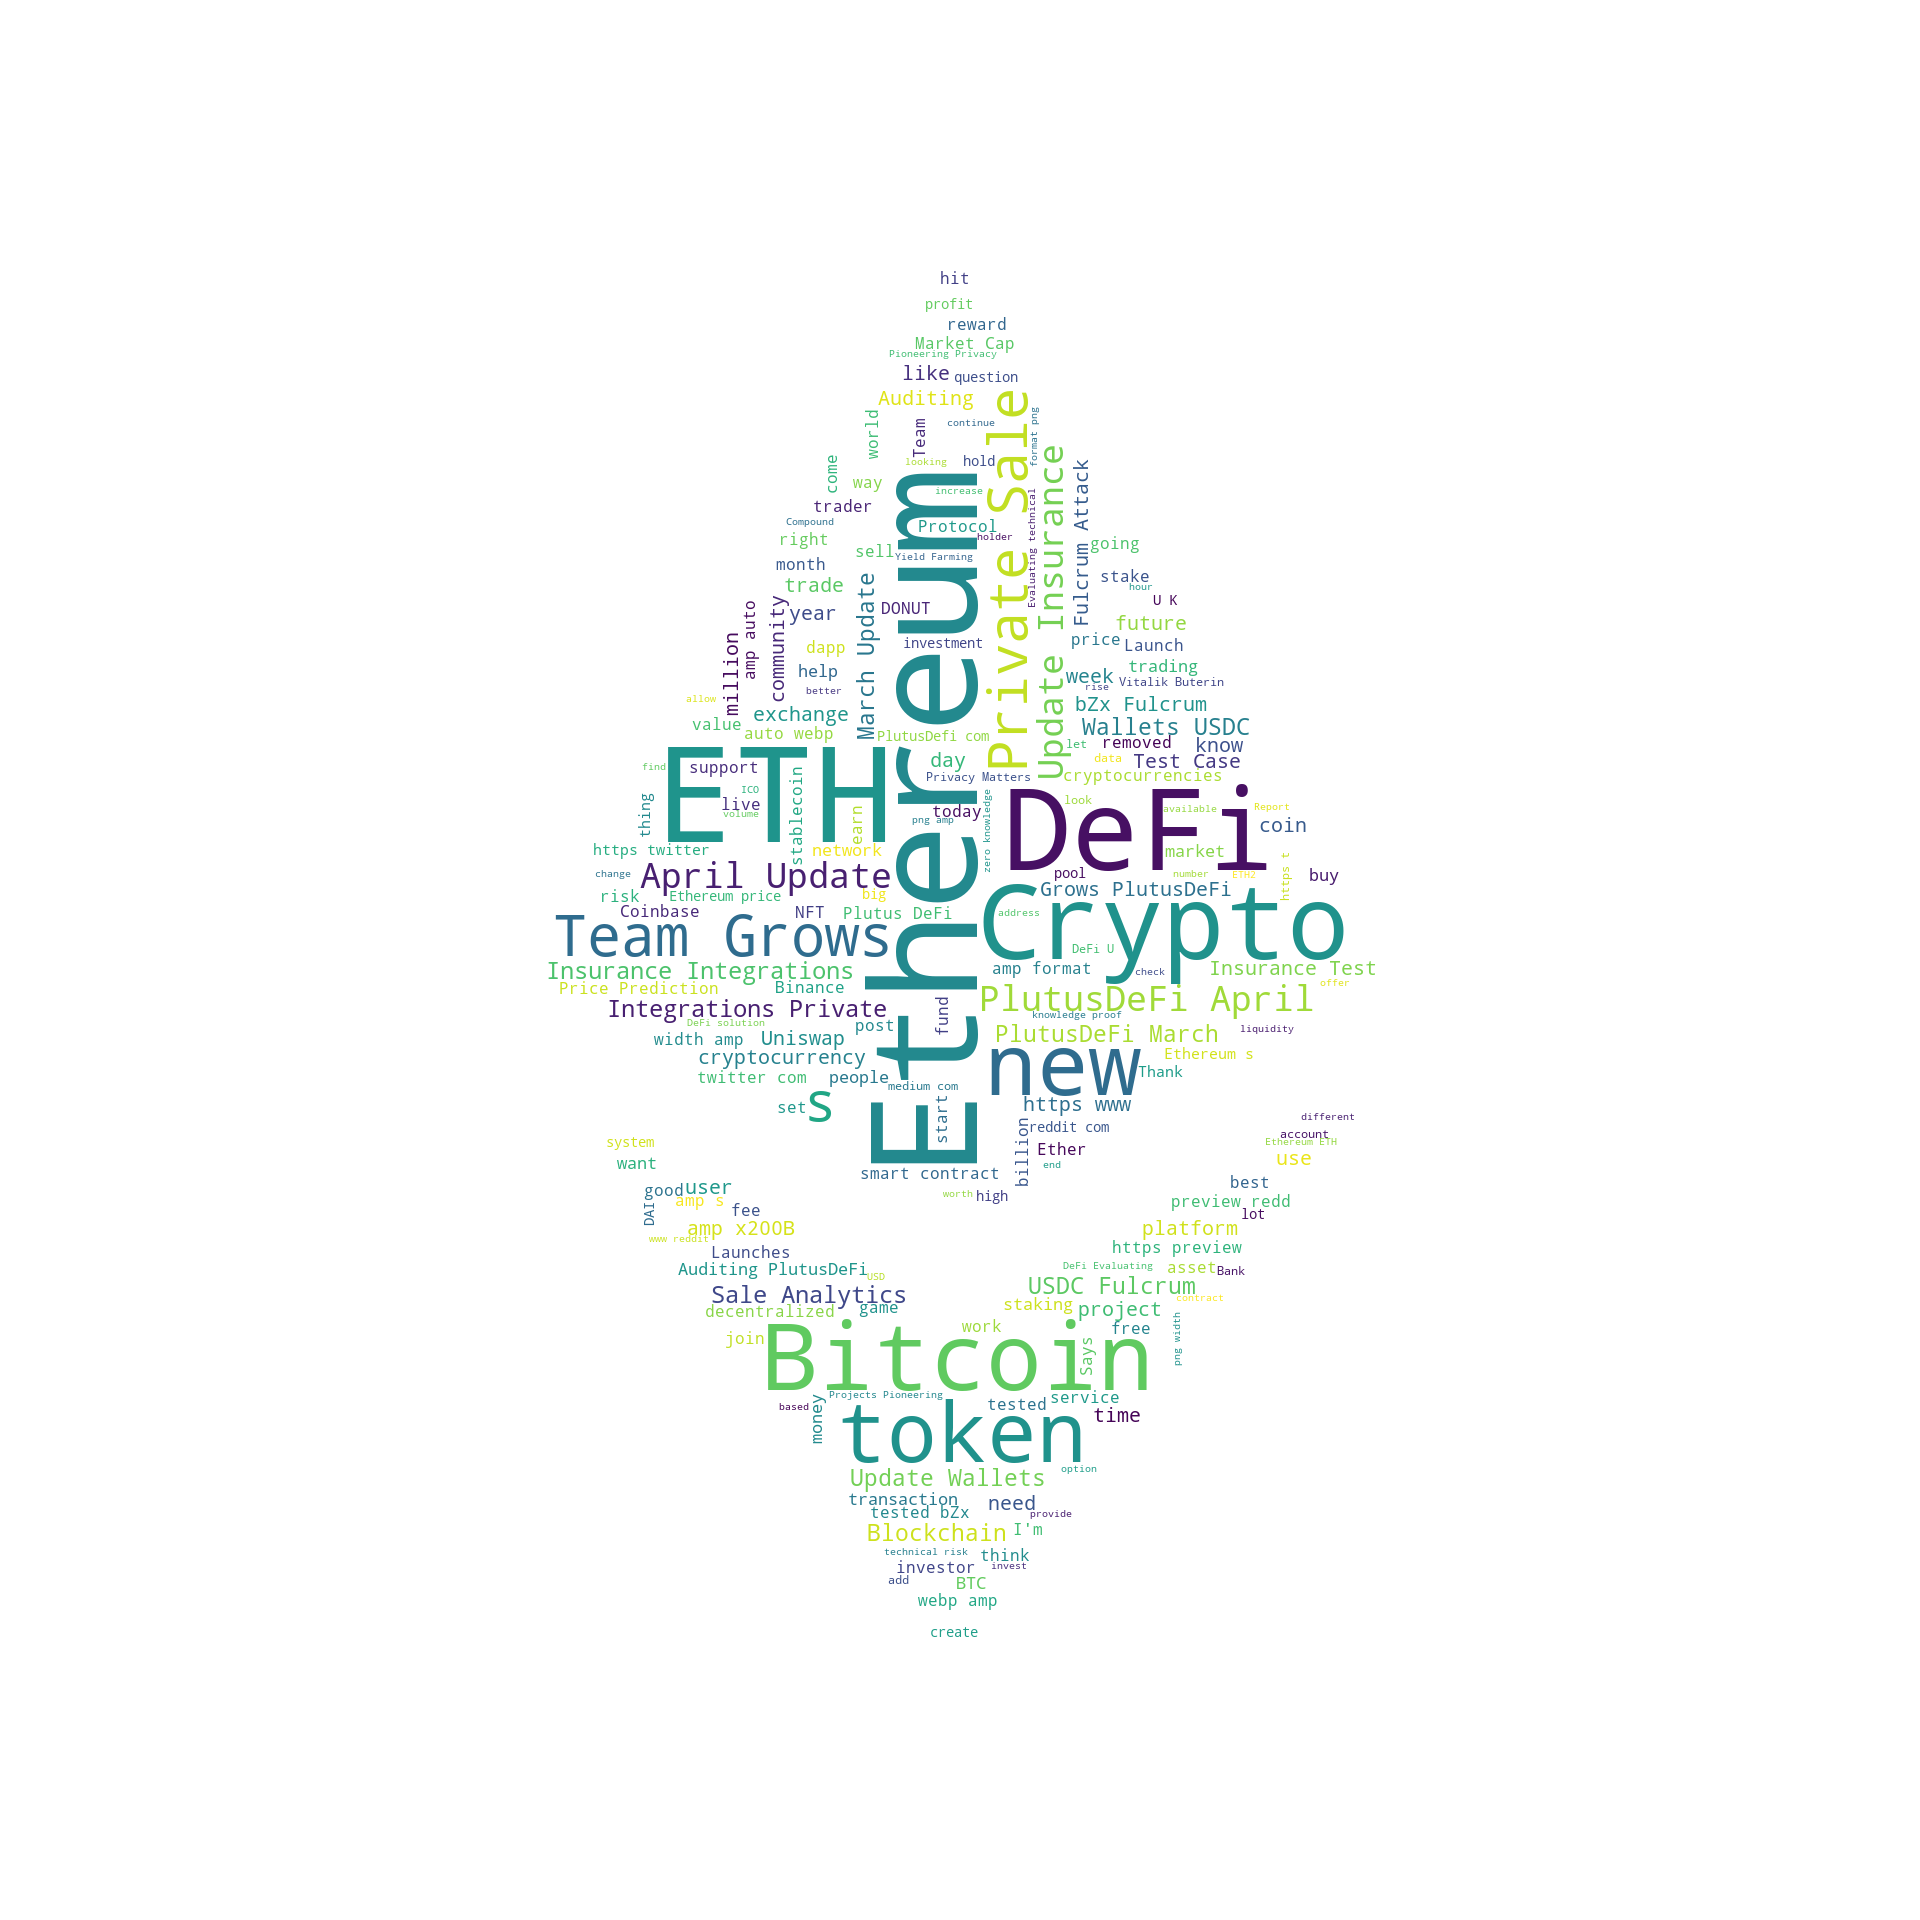 hit
profit
reward
Market Cap
Pioneering Privacy
like
question
Auditing
world
Team
continue
Private Sale
format png
come
looking
hold
way
increase
Update Insurance
Fulcrum Attack
trader
Compound
Protocol
Evaluating technical
holder
right
sell
Yield Farming
going
month
stake
trade
hour
amp auto
community
year
March Update
DONUT
U K
future
million
dapp
investment
price
Launch
help
week
trading
better
rise
Vitalik Buterin
allow
bZx Fulcrum
value
exchange
auto webp
PlutusDefi com
Wallets USDC
let
removed
know
Ethereum
ETH
find
support
day
data
Test Case
Privacy Matters
cryptocurrencies
ICO
live
volume
stablecoin
thing
earn
today
png amp
zero knowledge
DeFi
look
available
Report
coin
https twitter
network
market
https t
change
April Update
pool
number
ETH2
buy
risk
Ethereum price
big
Grows PlutusDeFi
Coinbase
NFT
Plutus DeFi
address
Crypto
Team Grows
DeFi U
Insurance Integrations
amp format
check
Insurance Test
Price Prediction
Binance
offer
Integrations Private
fund
PlutusDeFi April
DeFi solution
post
knowledge proof
liquidity
width amp
Uniswap
PlutusDeFi March
cryptocurrency
Ethereum s
twitter com
people
new
Thank
medium com
set
s
start
https www
billion
reddit com
different
system
account
Ethereum ETH
want
Ether
end
use
smart contract
good
user
worth
high
best
amp s
preview redd
DAI
fee
lot
amp x200B
platform
www reddit
Launches
https preview
Auditing PlutusDeFi
USD
DeFi Evaluating
asset
Bank
Sale Analytics
USDC Fulcrum
contract
decentralized
game
staking
project
join
work
free
png width
Bitcoin
Says
Projects Pioneering
based
money
tested
service
time
token
Update Wallets
option
transaction
need
tested bZx
provide
Blockchain
I'm
technical risk
think
investor
invest
add
BTC
webp amp
create